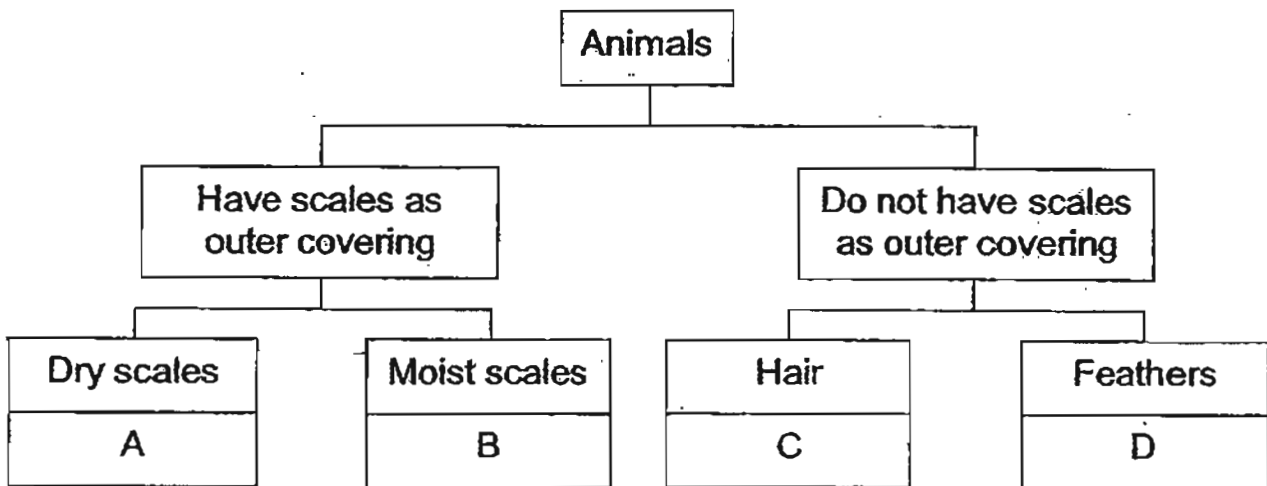 Animals
Have scales as
outer covering
Do not have scales
as outer covering
Dry scales
Moist scales
Hair
Feathers
A
B
C
D